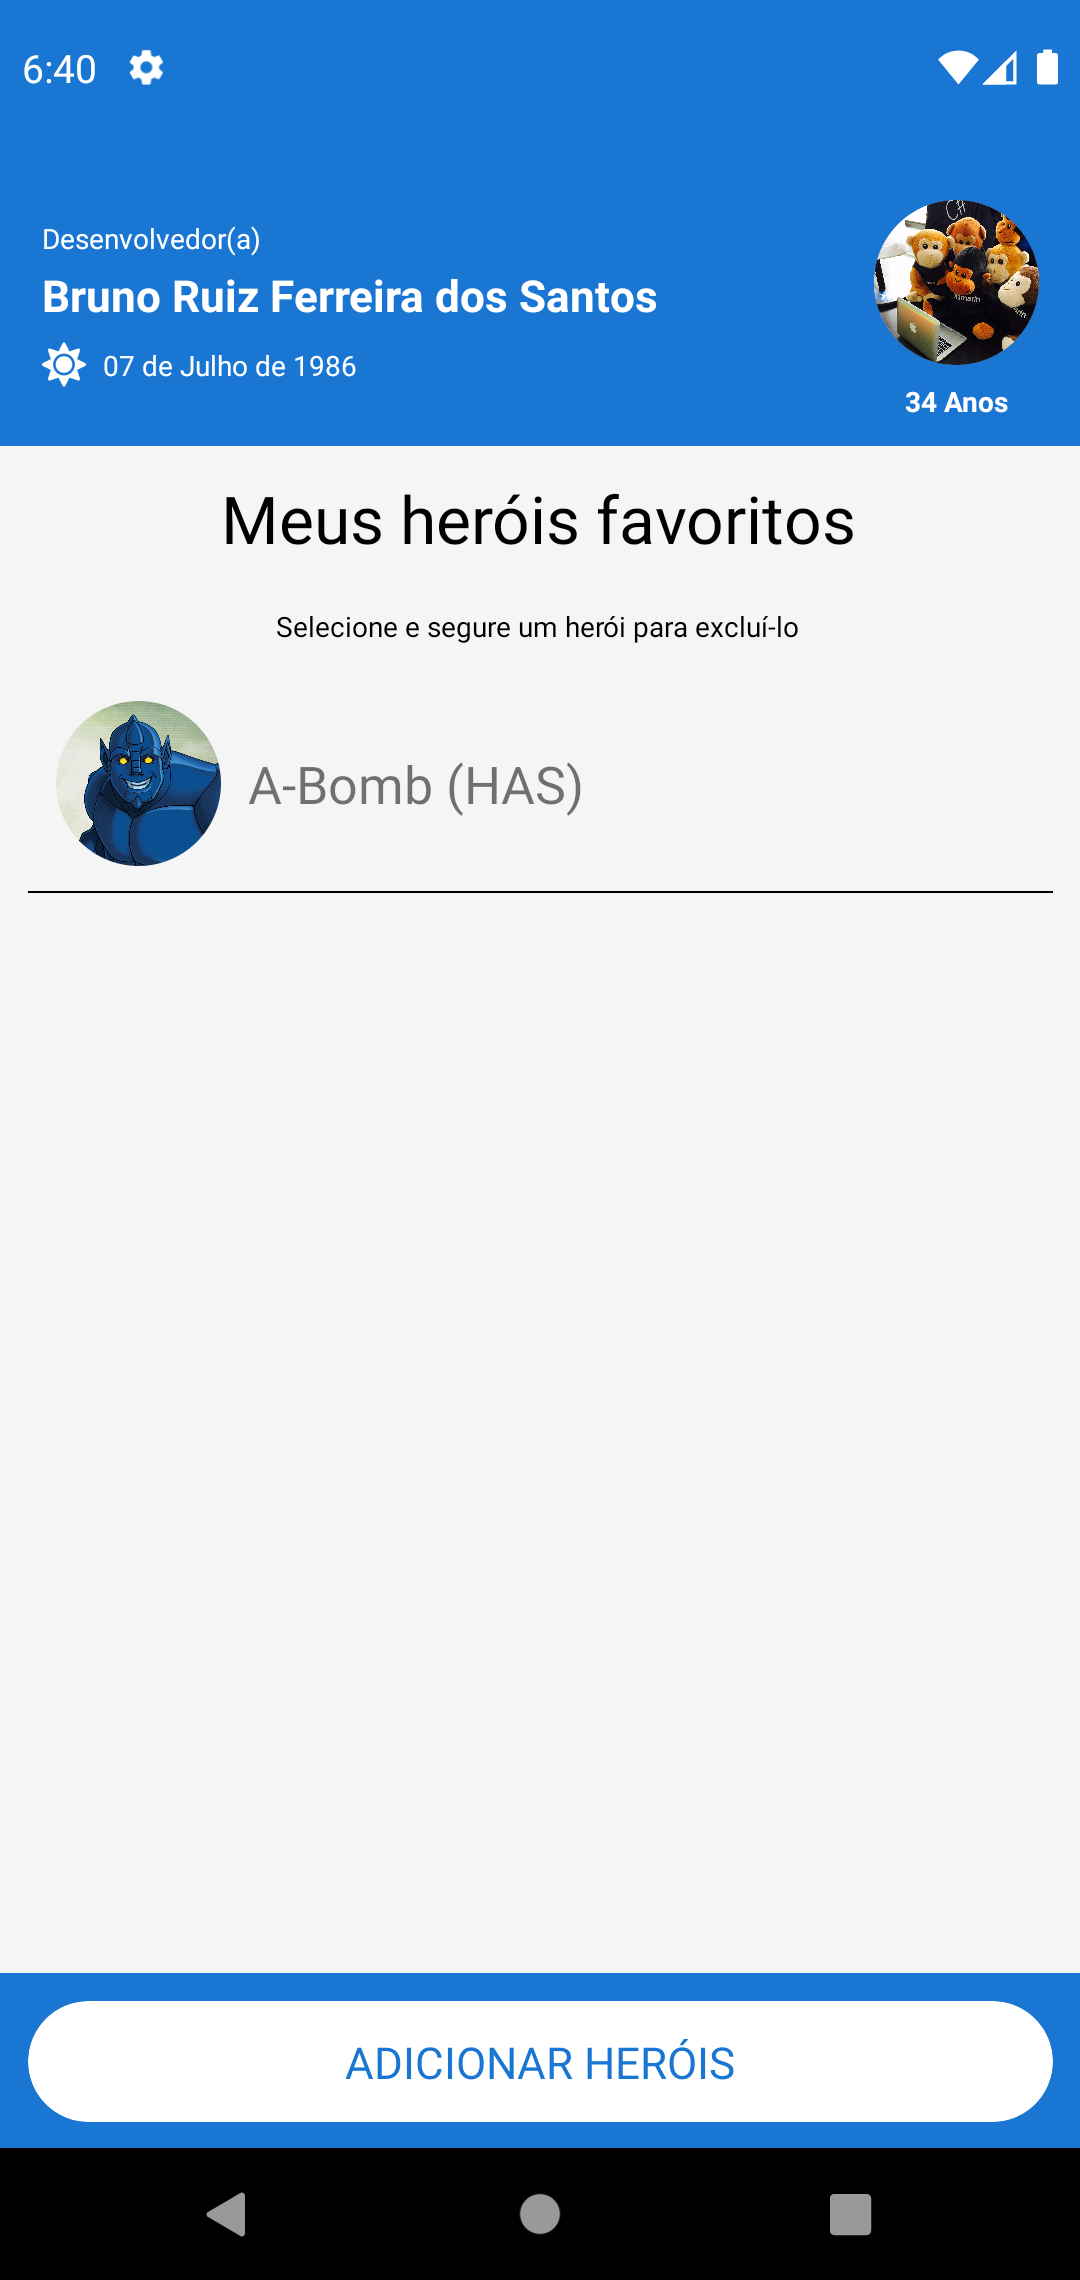 6:40
Desenvolvedor(a)
Bruno Ruiz Ferreira dos Santos
07 de Julho de 1986
C#
Xamarin
34 Anos
Meus heróis favoritos
Selecione e segure um herói para excluí-lo
A-Bomb (HAS)
ADICIONAR HERÓIS